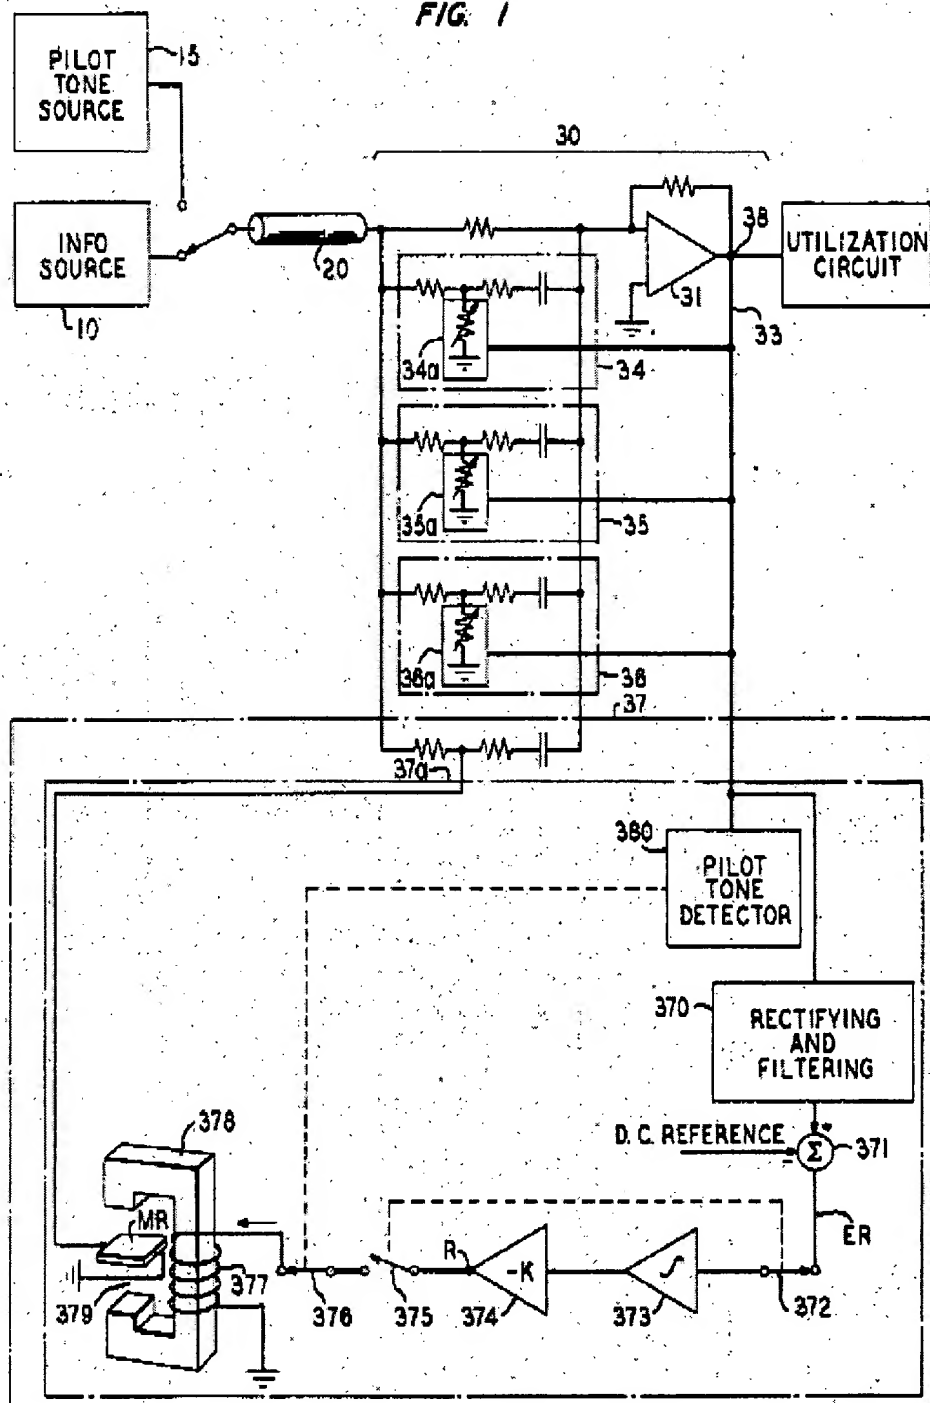 FIG. 1
PILOT
TONE
SOURCE
15
30
INFO
SOURCE
10
20
31
38
UTILIZATION
CIRCUIT
33
34a
34
35a
35
36a
36
37
37a
380
PILOT
TONE
DETECTOR
370
RECTIFYING
AND
FILTERING
D.C. REFERENCE
+
-
Σ
371
ER
378
MR
377
379
376
375
R
-K
374
∫
373
372